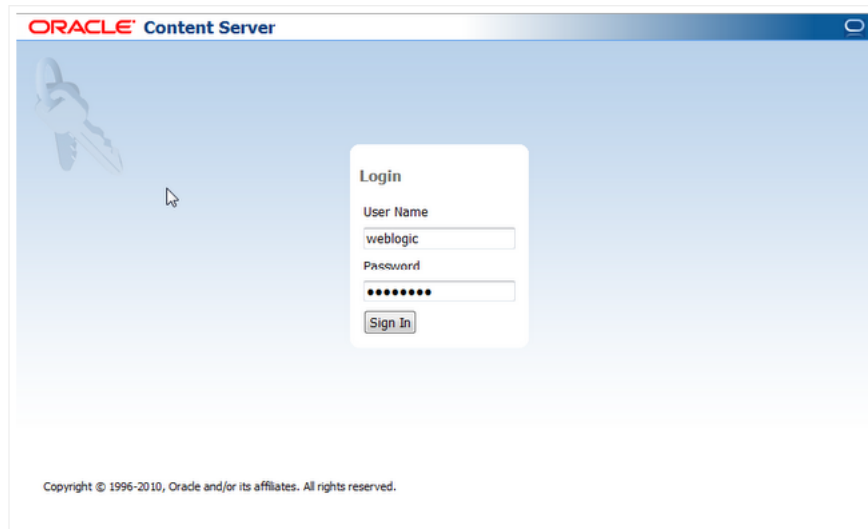 ORACLE Content Server
Login
User Name
weblogic
Password
••••••••
Sign In
Copyright © 1996-2010, Oracle and/or its affiliates. All rights reserved.